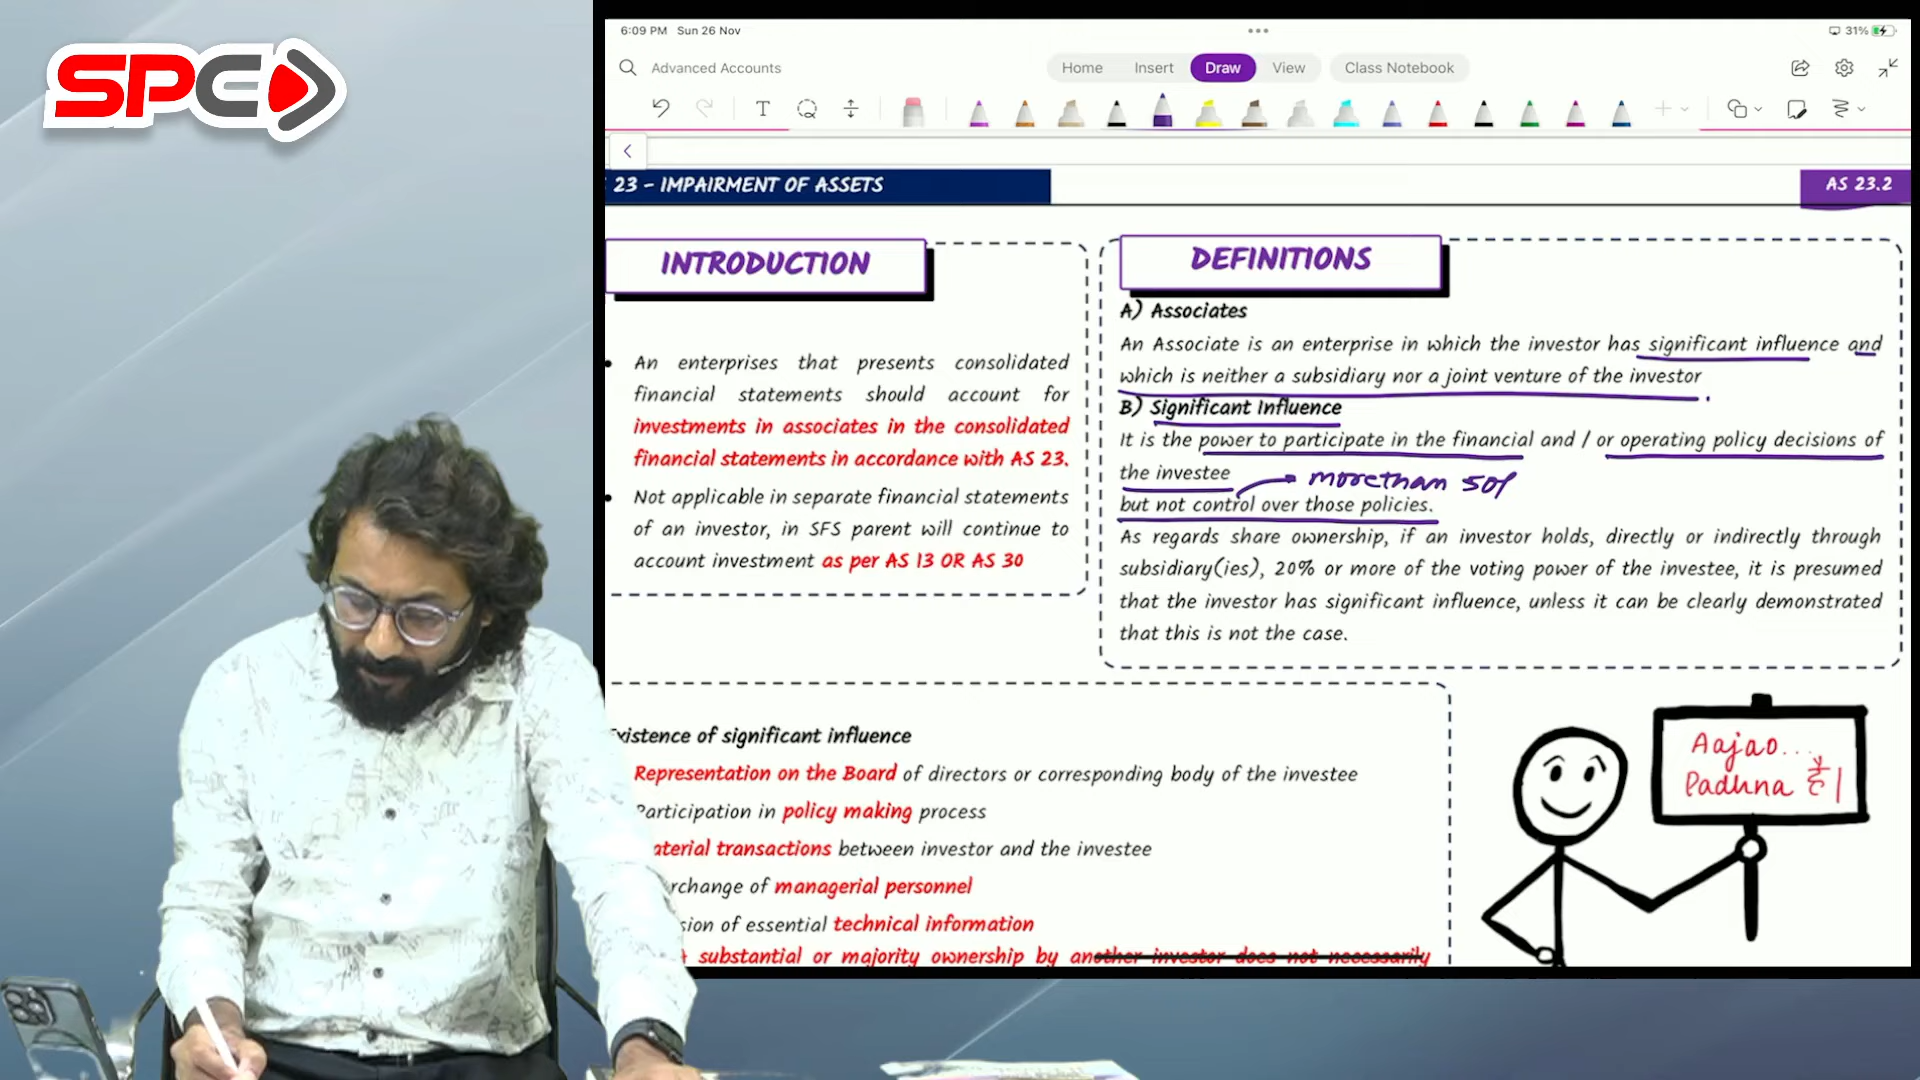 SPC
6:09 PM Sun 26 Nov
31%
Advanced Accounts
Home Insert Draw View Class Notebook
23 - IMPAIRMENT OF ASSETS
AS 23.2
INTRODUCTION
An enterprises that presents consolidated
financial statements should account for
investments in associates in the consolidated
financial statements in accordance with AS 23.
Not applicable in separate financial statements
of an investor, in SFS parent will continue to
account investment as per AS 13 OR AS 30
DEFINITIONS
A) Associates
An Associate is an enterprise in which the investor has significant influence and
which is neither a subsidiary nor a joint venture of the investor
B) Significant Influence
It is the power to participate in the financial and / or operating policy decisions of
the investee
more than 50%
but not control over those policies.
As regards share ownership, if an investor holds, directly or indirectly through
subsidiary(ies), 20% or more of the voting power of the investee, it is presumed
that the investor has significant influence, unless it can be clearly demonstrated
that this is not the case.
Existence of significant influence
Representation on the Board of directors or corresponding body of the investee
Participation in policy making process
aterial transactions between investor and the investee
rchange of managerial personnel
sion of essential technical information
substantial or majority ownership by another investor does not necessarily
Aajao...
Padhna है।